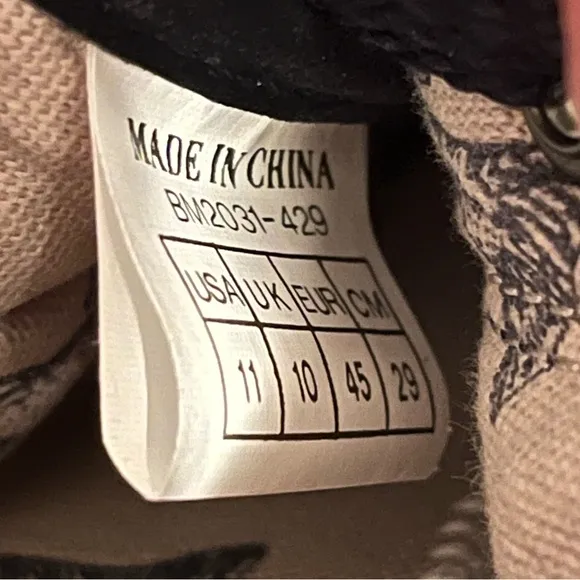 MADE IN CHINA
BM2031-429
USA UK EUR CM
11 10 45 29